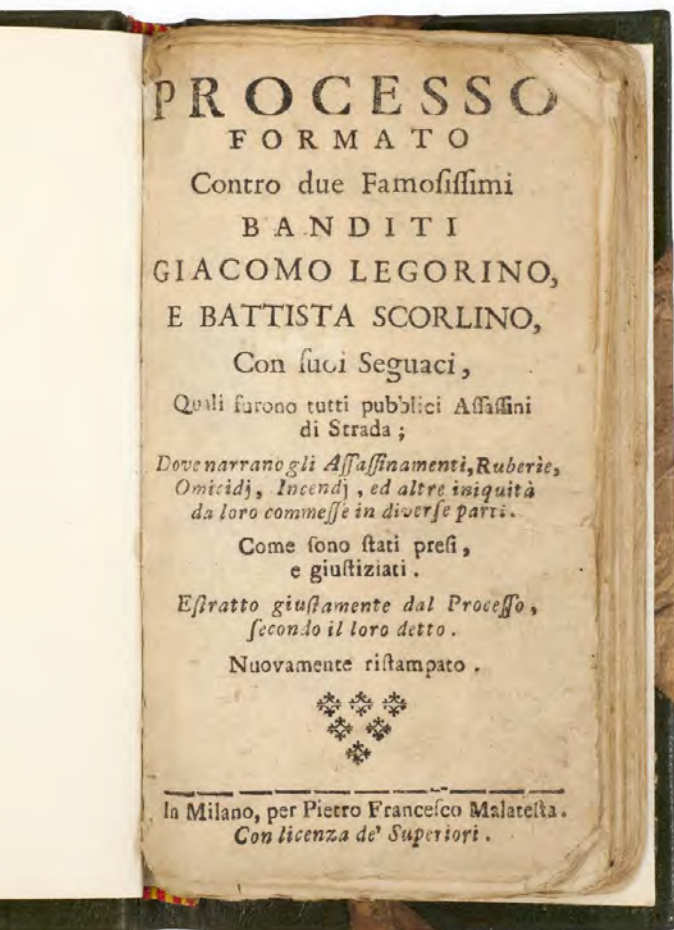 PROCESSO
FORMATO
Contro due Famoſiſſimi
BANDITI
GIACOMO LEGORINO,
E BATTISTA SCORLINO,
Con ſuoi Seguaci,
Quali furono tutti pubblici Aſſaſſini
di Strada;
Dove narrano gli Aſſaſſinamenti, Ruberie,
Omicidj, Incendj, ed altre iniquità
da loro commeſſe in diverſe parti.
Come ſono ſtati preſi,
e giuſtiziati.
Eſtratto giuſtamente dal Proceſſo,
ſecondo il loro detto.
Nuovamente riſtampato.
In Milano, per Pietro Franceſco Malateſta.
Con licenza de' Superiori.